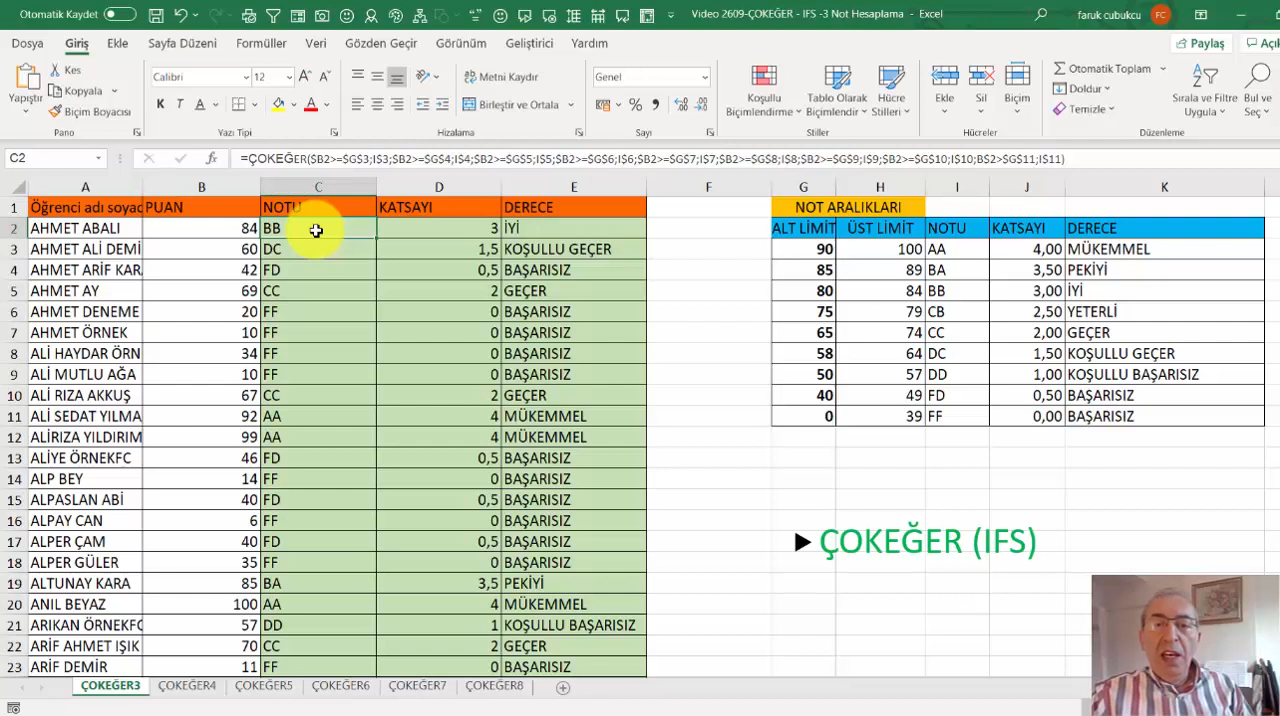 Otomatik Kaydet
Video 2609-ÇOKEĞER - IFS -3 Not Hesaplama - Excel
faruk cubukcu FC
Dosya Giriş Ekle Sayfa Düzeni Formüller Veri Gözden Geçir Görünüm Geliştirici Yardım Paylaş Açık
Yapıştır Kes Kopyala Biçim Boyacısı Pano
Calibri 12 K T A Yazı Tipi
Metni Kaydır Birleştir ve Ortala Hizalama
Genel Sayı
Koşullu Biçimlendirme Tablo Olarak Biçimlendir Hücre Stilleri Stiller
Ekle Sil Biçim Hücreler
Otomatik Toplam Doldur Temizle Sırala ve Filtre Uygula Bul ve Seç Düzenleme
C2 fx =ÇOKEĞER($B2>=$G$3;I$3;$B2>=$G$4;I$4;$B2>=$G$5;I$5;$B2>=$G$6;I$6;$B2>=$G$7;I$7;$B2>=$G$8;I$8;$B2>=$G$9;I$9;$B2>=$G$10;I$10;B$2>$G$11;I$11)
A B C D E F G H I J K
1 Öğrenci adı soyad PUAN NOTU KATSAYI DERECE NOT ARALIKLARI
2 AHMET ABALI 84 BB 3 İYİ ALT LİMİT ÜST LİMİT NOTU KATSAYI DERECE
3 AHMET ALİ DEMİ 60 DC 1,5 KOŞULLU GEÇER 90 100 AA 4,00 MÜKEMMEL
4 AHMET ARİF KAR 42 FD 0,5 BAŞARISIZ 85 89 BA 3,50 PEKİYİ
5 AHMET AY 69 CC 2 GEÇER 80 84 BB 3,00 İYİ
6 AHMET DENEME 20 FF 0 BAŞARISIZ 75 79 CB 2,50 YETERLİ
7 AHMET ÖRNEK 10 FF 0 BAŞARISIZ 65 74 CC 2,00 GEÇER
8 ALİ HAYDAR ÖRN 34 FF 0 BAŞARISIZ 58 64 DC 1,50 KOŞULLU GEÇER
9 ALİ MUTLU AĞA 10 FF 0 BAŞARISIZ 50 57 DD 1,00 KOŞULLU BAŞARISIZ
10 ALİ RIZA AKKUŞ 67 CC 2 GEÇER 40 49 FD 0,50 BAŞARISIZ
11 ALİ SEDAT YILMA 92 AA 4 MÜKEMMEL 0 39 FF 0,00 BAŞARISIZ
12 ALİRIZA YILDIRIM 99 AA 4 MÜKEMMEL
13 ALİYE ÖRNEKFC 46 FD 0,5 BAŞARISIZ
14 ALP BEY 14 FF 0 BAŞARISIZ
15 ALPASLAN ABİ 40 FD 0,5 BAŞARISIZ
16 ALPAY CAN 6 FF 0 BAŞARISIZ
17 ALPER ÇAM 40 FD 0,5 BAŞARISIZ
ÇOKEĞER (IFS)
18 ALPER GÜLER 35 FF 0 BAŞARISIZ
19 ALTUNAY KARA 85 BA 3,5 PEKİYİ
20 ANIL BEYAZ 100 AA 4 MÜKEMMEL
21 ARIKAN ÖRNEKFC 57 DD 1 KOŞULLU BAŞARISIZ
22 ARİF AHMET IŞIK 70 CC 2 GEÇER
23 ARİF DEMİR 11 FF 0 BAŞARISIZ
ÇOKEĞER3 ÇOKEĞER4 ÇOKEĞER5 ÇOKEĞER6 ÇOKEĞER7 ÇOKEĞER8